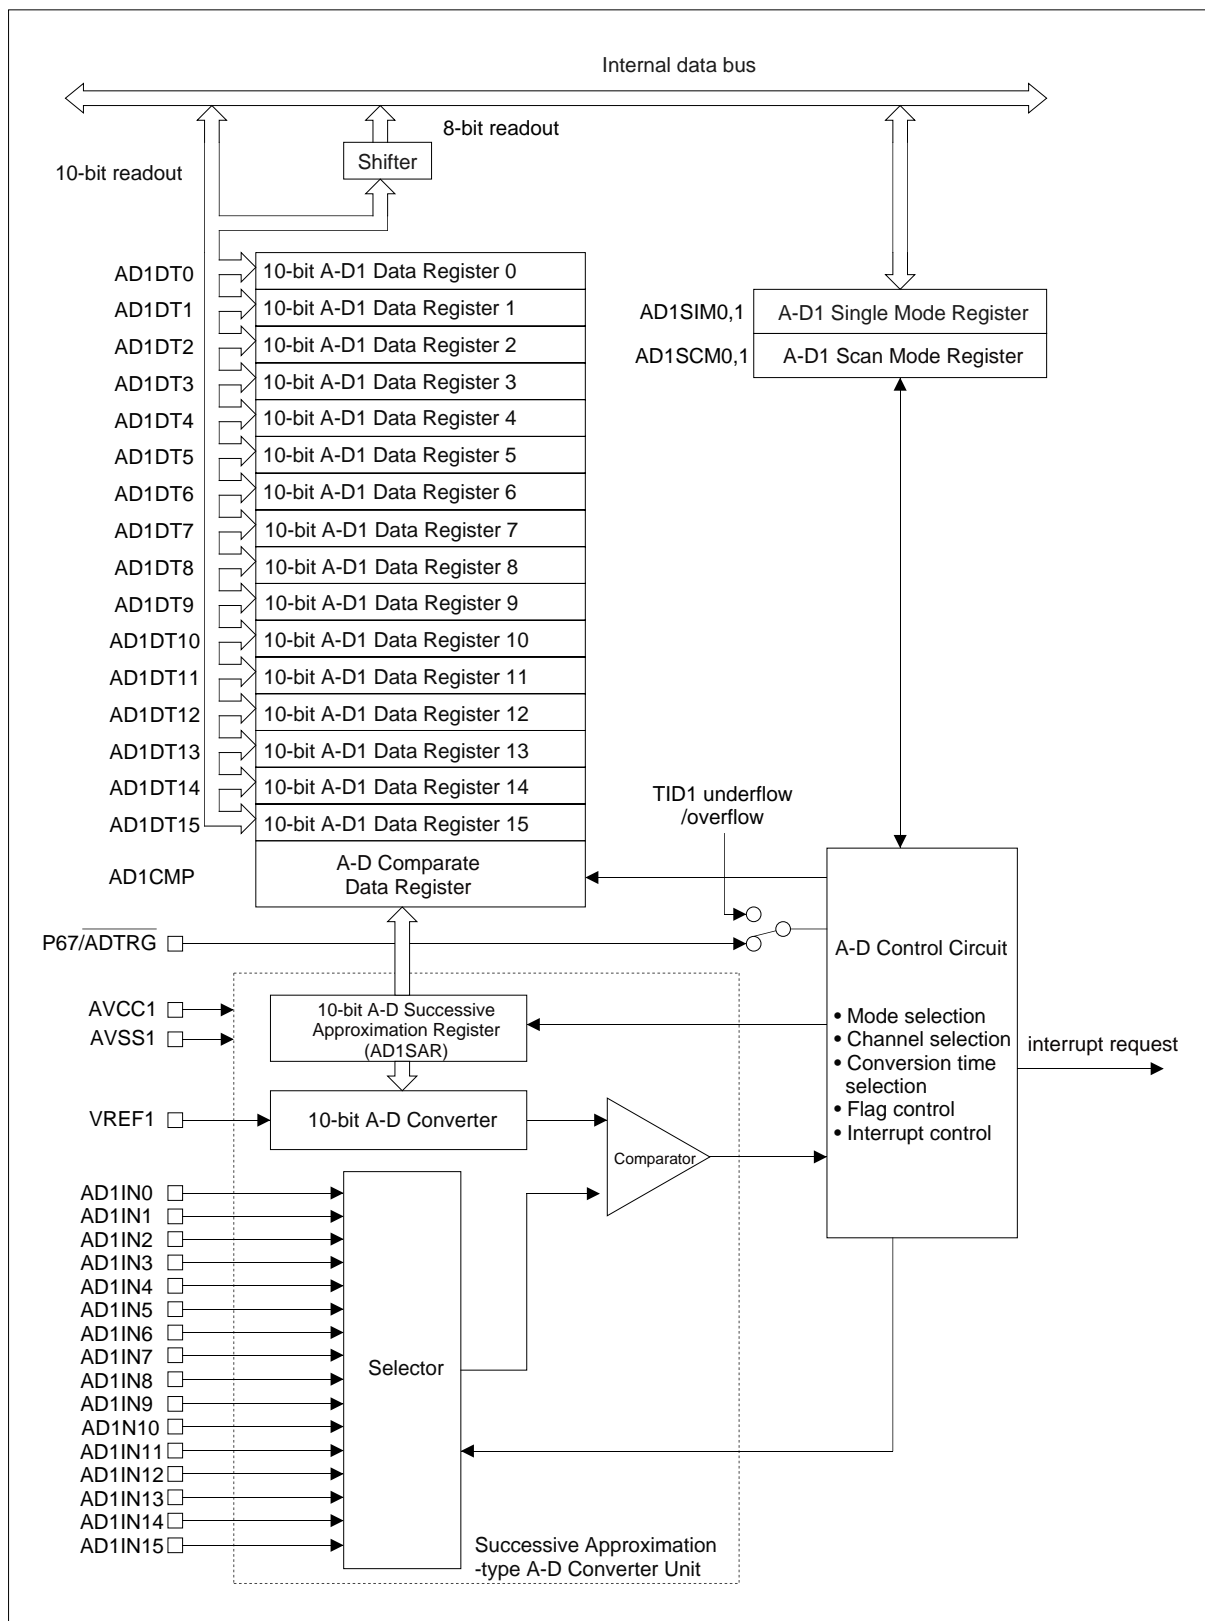 Internal data bus
8-bit readout
Shifter
10-bit readout
AD1DT0
10-bit A-D1 Data Register 0
AD1DT1
10-bit A-D1 Data Register 1
AD1DT2
10-bit A-D1 Data Register 2
AD1DT3
10-bit A-D1 Data Register 3
AD1DT4
10-bit A-D1 Data Register 4
AD1DT5
10-bit A-D1 Data Register 5
AD1DT6
10-bit A-D1 Data Register 6
AD1DT7
10-bit A-D1 Data Register 7
AD1DT8
10-bit A-D1 Data Register 8
AD1DT9
10-bit A-D1 Data Register 9
AD1DT10
10-bit A-D1 Data Register 10
AD1DT11
10-bit A-D1 Data Register 11
AD1DT12
10-bit A-D1 Data Register 12
AD1DT13
10-bit A-D1 Data Register 13
AD1DT14
10-bit A-D1 Data Register 14
AD1DT15
10-bit A-D1 Data Register 15
AD1CMP
A-D Comparate
Data Register
AD1SIM0,1
A-D1 Single Mode Register
AD1SCM0,1
A-D1 Scan Mode Register
TID1 underflow
/overflow
P67/ADTRG
A-D Control Circuit
• Mode selection
• Channel selection
• Conversion time
selection
• Flag control
• Interrupt control
interrupt request
AVCC1
AVSS1
10-bit A-D Successive
Approximation Register
(AD1SAR)
VREF1
10-bit A-D Converter
Comparator
AD1IN0
AD1IN1
AD1IN2
AD1IN3
AD1IN4
AD1IN5
AD1IN6
AD1IN7
AD1IN8
AD1IN9
AD1N10
AD1IN11
AD1IN12
AD1IN13
AD1IN14
AD1IN15
Selector
Successive Approximation
-type A-D Converter Unit